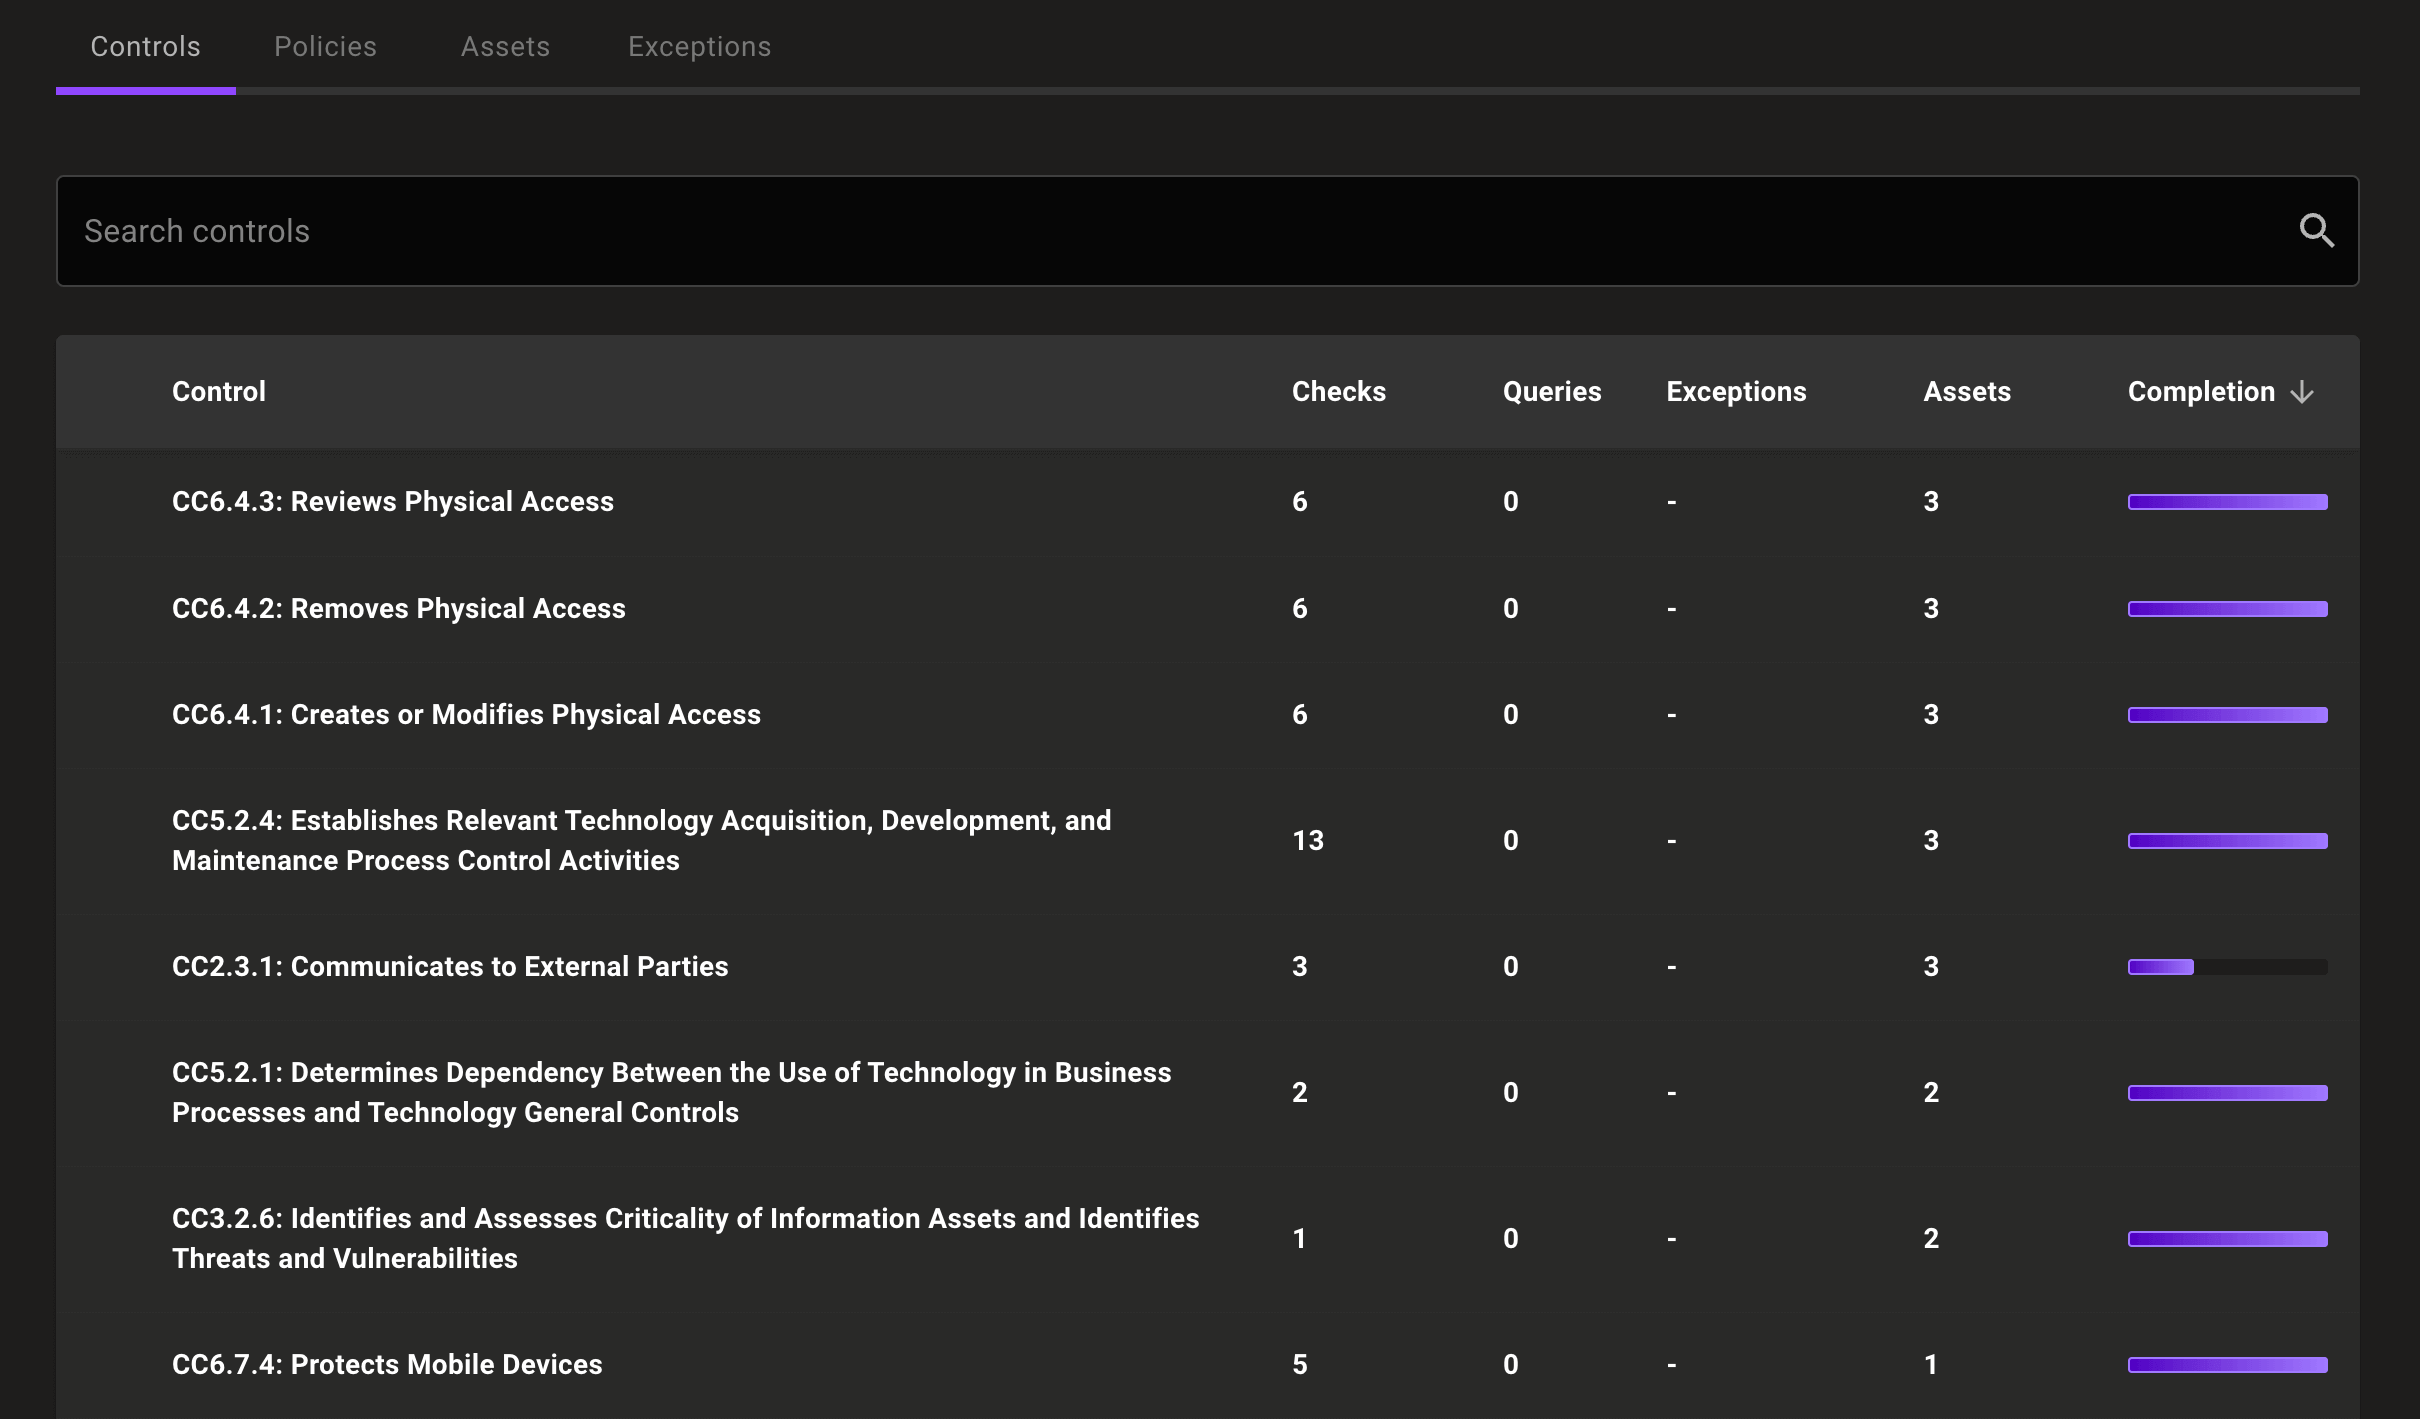 Controls Policies Assets Exceptions
Search controls
Control Checks Queries Exceptions Assets Completion
CC6.4.3: Reviews Physical Access 6 0 - 3
CC6.4.2: Removes Physical Access 6 0 - 3
CC6.4.1: Creates or Modifies Physical Access 6 0 - 3
CC5.2.4: Establishes Relevant Technology Acquisition, Development, and
Maintenance Process Control Activities 13 0 - 3
CC2.3.1: Communicates to External Parties 3 0 - 3
CC5.2.1: Determines Dependency Between the Use of Technology in Business
Processes and Technology General Controls 2 0 - 2
CC3.2.6: Identifies and Assesses Criticality of Information Assets and Identifies
Threats and Vulnerabilities 1 0 - 2
CC6.7.4: Protects Mobile Devices 5 0 - 1